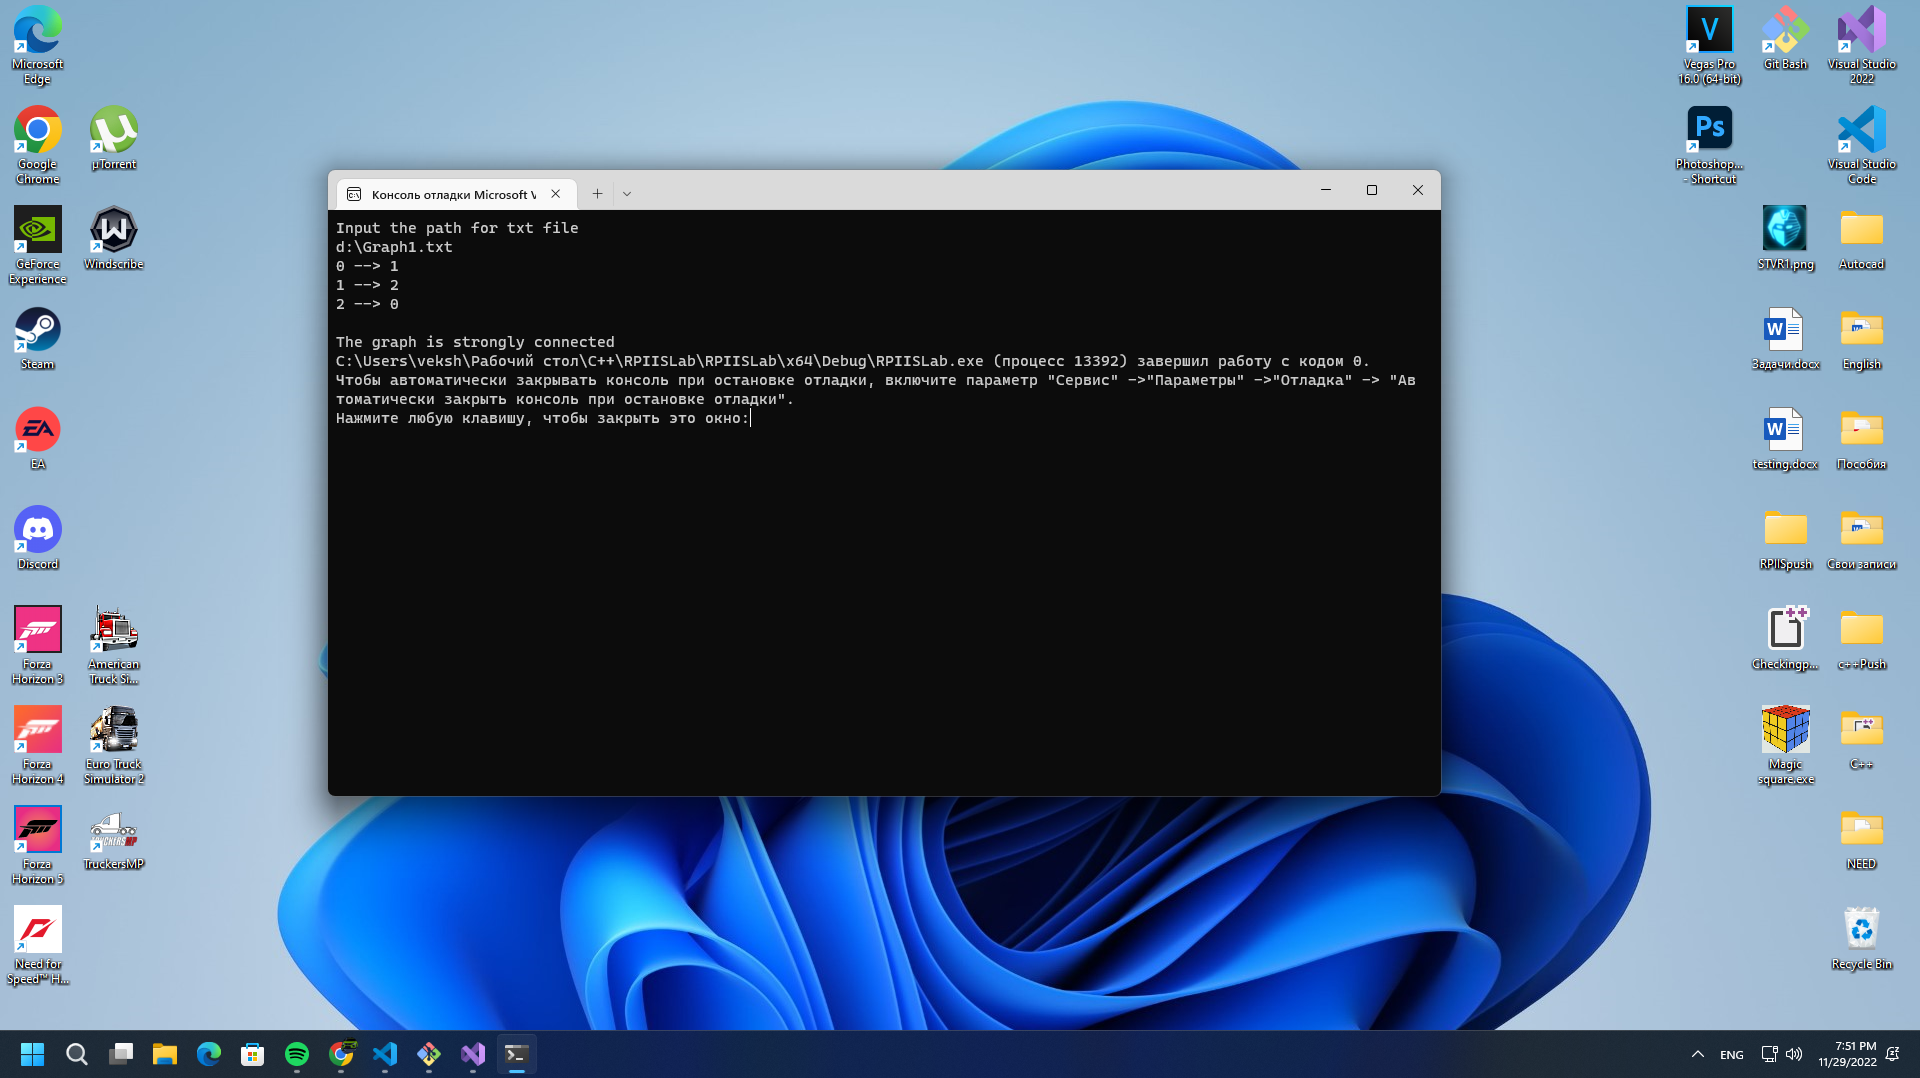 Microsoft
Edge
Google
Chrome
µTorrent
GeForce
Experience
Windscribe
Steam
EA
Discord
Forza
Horizon 3
American
Truck Si...
Forza
Horizon 4
Euro Truck
Simulator 2
Forza
Horizon 5
TruckersMP
Need for
Speed™ H...
Консоль отладки Microsoft V
Input the path for txt file
d:\Graph1.txt
0 --> 1
1 --> 2
2 --> 0
The graph is strongly connected
C:\Users\veksh\Рабочий стол\C++\RPIISLab\RPIISLab\x64\Debug\RPIISLab.exe (процесс 13392) завершил работу с кодом 0.
Чтобы автоматически закрывать консоль при остановке отладки, включите параметр "Сервис" ->"Параметры" ->"Отладка" -> "Ав
томатически закрыть консоль при остановке отладки".
Нажмите любую клавишу, чтобы закрыть это окно:
V
Vegas Pro
16.0 (64-bit)
Git Bash
Visual Studio
2022
Ps
Photoshop...
- Shortcut
Visual Studio
Code
STVR1.png
Autocad
Задачи.docx
English
testing.docx
Пособия
RPIISpush
Свои записи
Checkingp...
c++Push
Magic
square.exe
C++
NEED
Recycle Bin
ENG
7:51 PM
11/29/2022